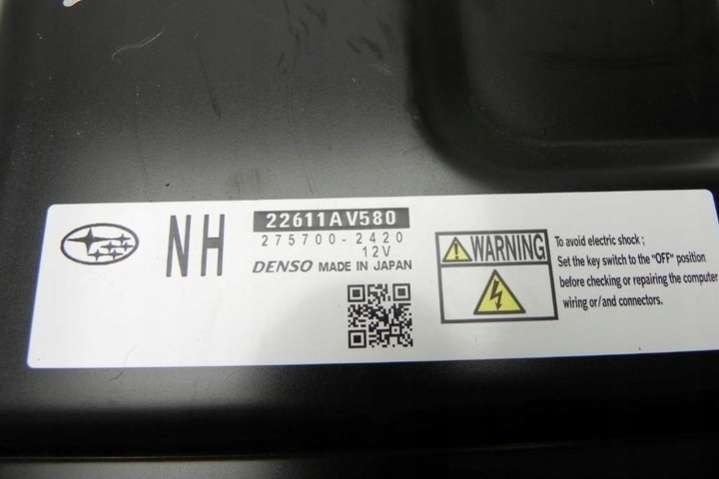 NH
22611AV580
275700-2420
12V
DENSO MADE IN JAPAN
WARNING
To avoid electric shock ;
Set the key switch to the "OFF" position
before checking or repairing the computer
wiring or/and connectors.